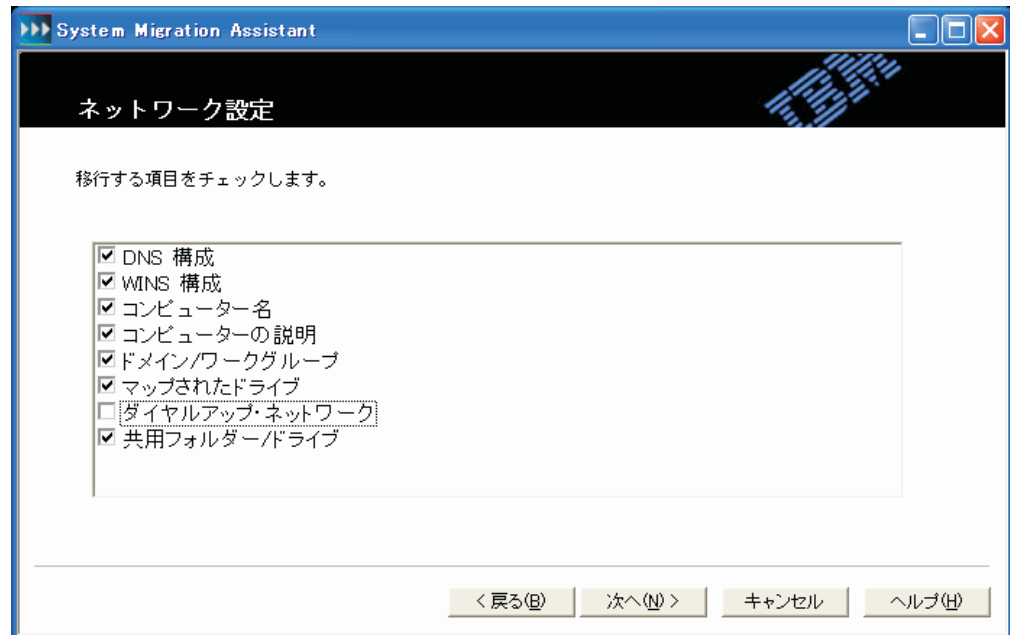 System Migration Assistant
IBM
ネットワーク設定
移行する項目をチェックします。
DNS 構成
WINS 構成
コンピューター名
コンピューターの説明
ドメイン/ワークグループ
マップされたドライブ
ダイヤルアップ・ネットワーク
共用フォルダー/ドライブ
< 戻る(B)
次へ(N) >
キャンセル
ヘルプ(H)